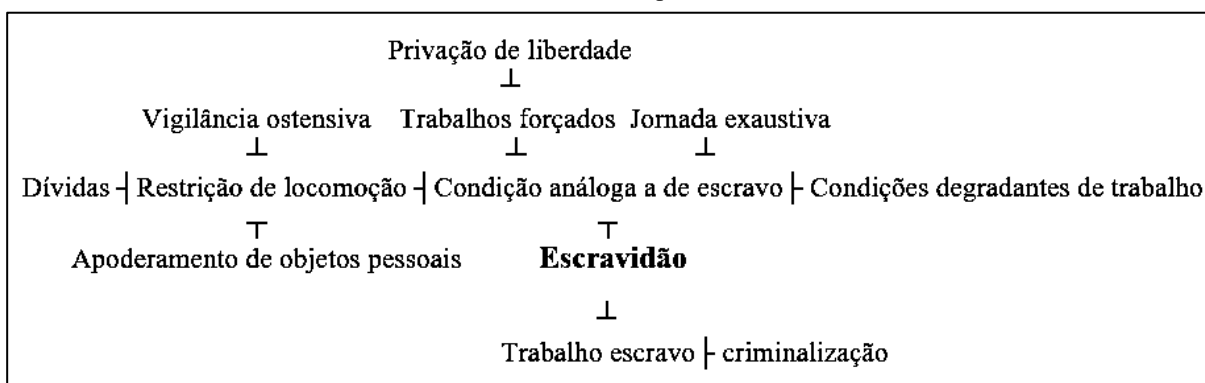 Privação de liberdade
⊥
Vigilância ostensiva Trabalhos forçados Jornada exaustiva
⊥ ⊥ ⊥
Dívidas ┤ Restrição de locomoção ┤ Condição análoga a de escravo ├ Condições degradantes de trabalho
┬ ┬
Apoderamento de objetos pessoais Escravidão
⊥
Trabalho escravo ├ criminalização